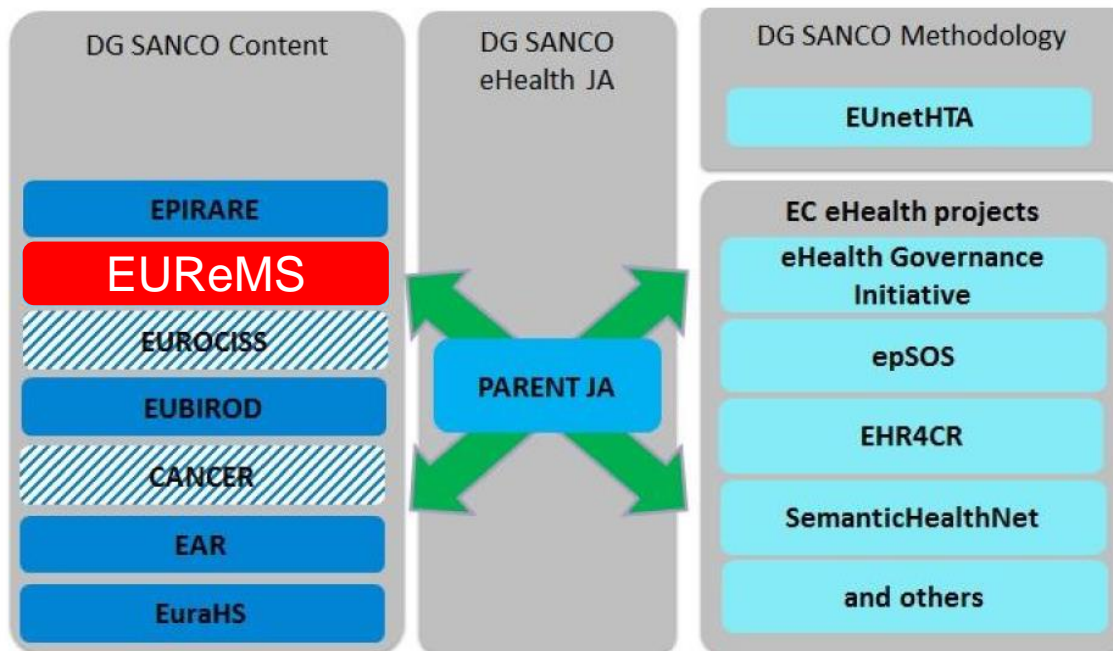 DG SANCO Content
EPIRARE
EUReMS
EUROCISS
EUBIROD
CANCER
EAR
EuraHS
DG SANCO
eHealth JA
PARENT JA
DG SANCO Methodology
EUnetHTA
EC eHealth projects
eHealth Governance
Initiative
epSOS
EHR4CR
SemanticHealthNet
and others